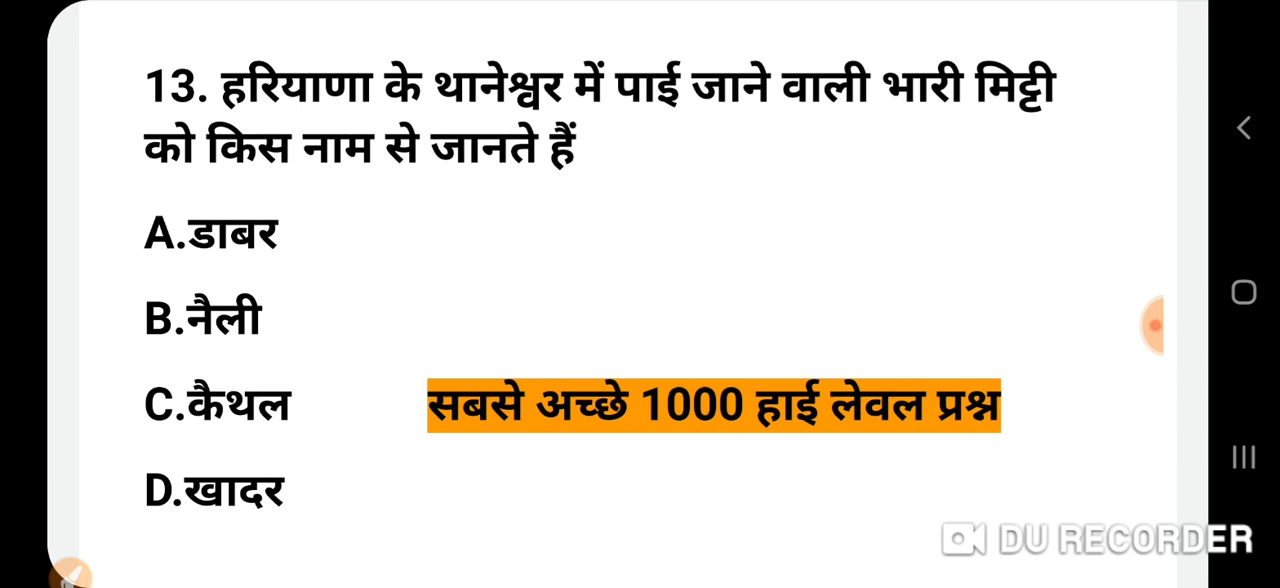 13. हरियाणा के थानेश्वर में पाई जाने वाली भारी मिट्टी
को किस नाम से जानते हैं
A.डाबर
B.नैली
C.कैथल
सबसे अच्छे 1000 हाई लेवल प्रश्न
D.खादर
DU RECORDER